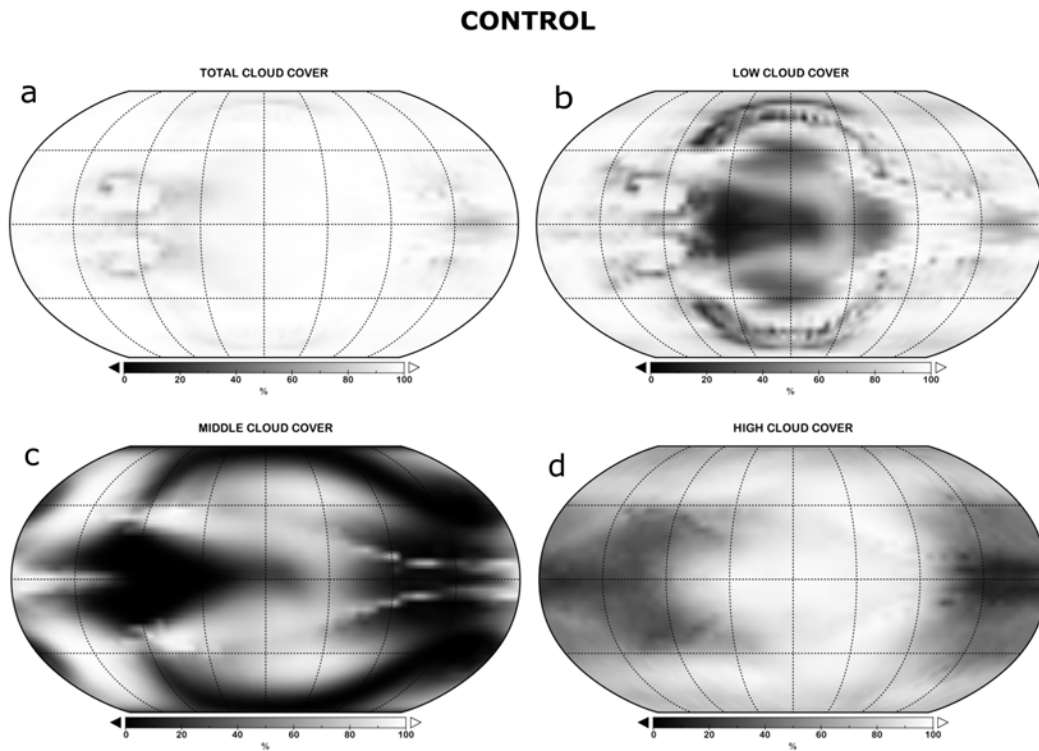 CONTROL
a
TOTAL CLOUD COVER
0 20 40 60 80 100
%
b
LOW CLOUD COVER
0 20 40 60 80 100
%
c
MIDDLE CLOUD COVER
0 20 40 60 80 100
%
d
HIGH CLOUD COVER
0 20 40 60 80 100
%